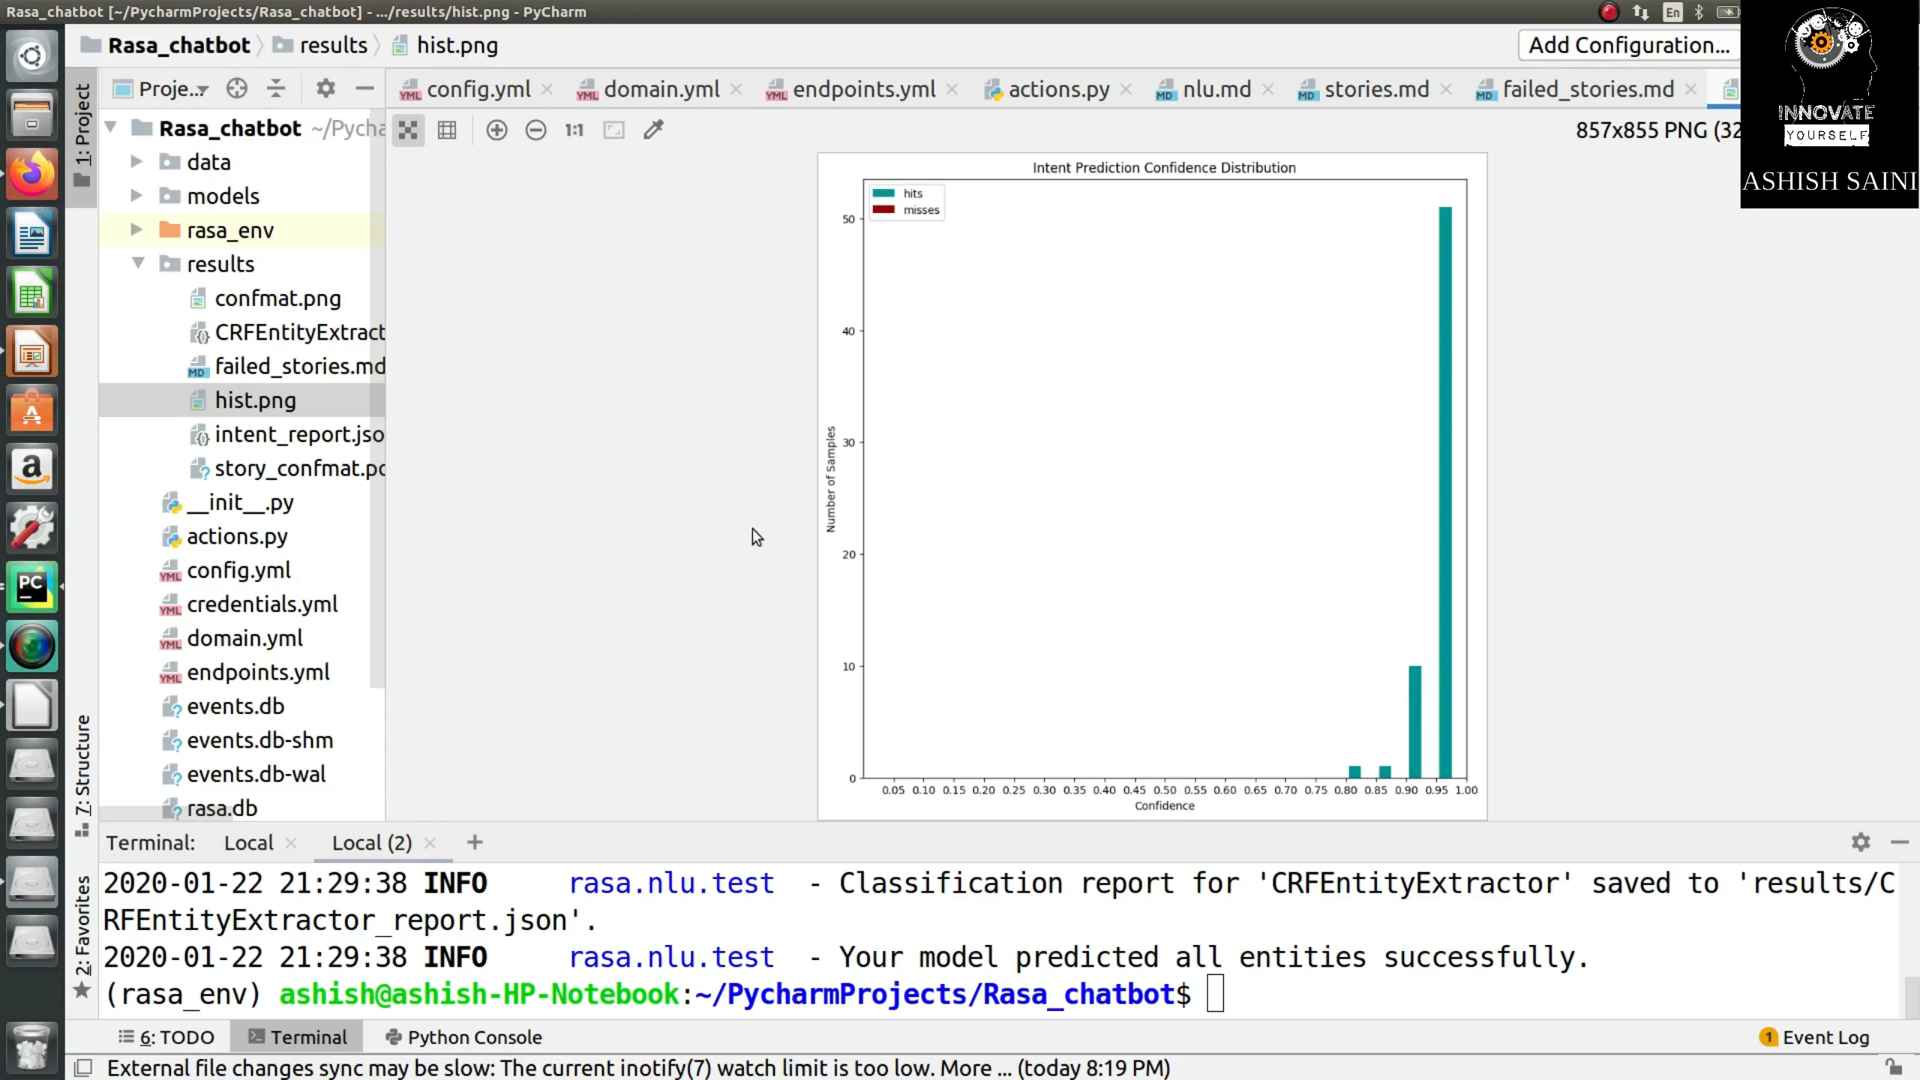 Rasa_chatbot [~/PycharmProjects/Rasa_chatbot] - .../results/hist.png - PyCharm
En
Rasa_chatbot results hist.png
Add Configuration...
INNOVATE
YOURSELF
ASHISH SAINI
1: Project
Proje...
config.yml domain.yml endpoints.yml actions.py nlu.md stories.md failed_stories.md
1:1
857x855 PNG (32
Rasa_chatbot ~/Pycha
data
models
rasa_env
results
confmat.png
CRFEntityExtract
failed_stories.md
hist.png
intent_report.jso
story_confmat.pd
__init__.py
actions.py
config.yml
credentials.yml
domain.yml
endpoints.yml
events.db
events.db-shm
events.db-wal
rasa.db
Intent Prediction Confidence Distribution
hits
misses
50
40
30
20
10
0
Number of Samples
0.05 0.10 0.15 0.20 0.25 0.30 0.35 0.40 0.45 0.50 0.55 0.60 0.65 0.70 0.75 0.80 0.85 0.90 0.95 1.00
Confidence
7: Structure
2: Favorites
Terminal: Local Local (2)
2020-01-22 21:29:38 INFO rasa.nlu.test - Classification report for 'CRFEntityExtractor' saved to 'results/C
RFEntityExtractor_report.json'.
2020-01-22 21:29:38 INFO rasa.nlu.test - Your model predicted all entities successfully.
(rasa_env) ashish@ashish-HP-Notebook:~/PycharmProjects/Rasa_chatbot$
6: TODO Terminal Python Console
1 Event Log
External file changes sync may be slow: The current inotify(7) watch limit is too low. More ... (today 8:19 PM)